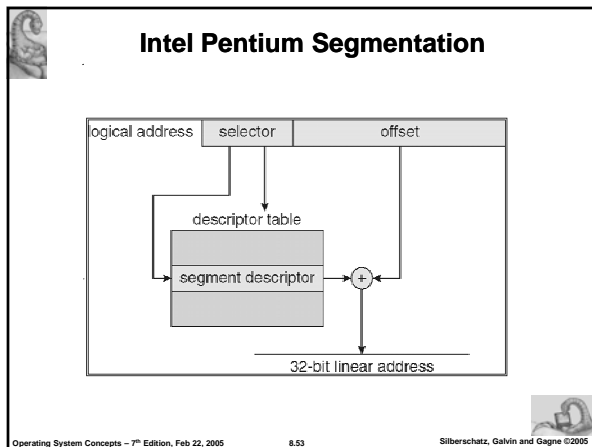 Intel Pentium Segmentation
logical address selector offset
descriptor table
segment descriptor +
32-bit linear address
Operating System Concepts – 7th Edition, Feb 22, 2005 8.53 Silberschatz, Galvin and Gagne ©2005